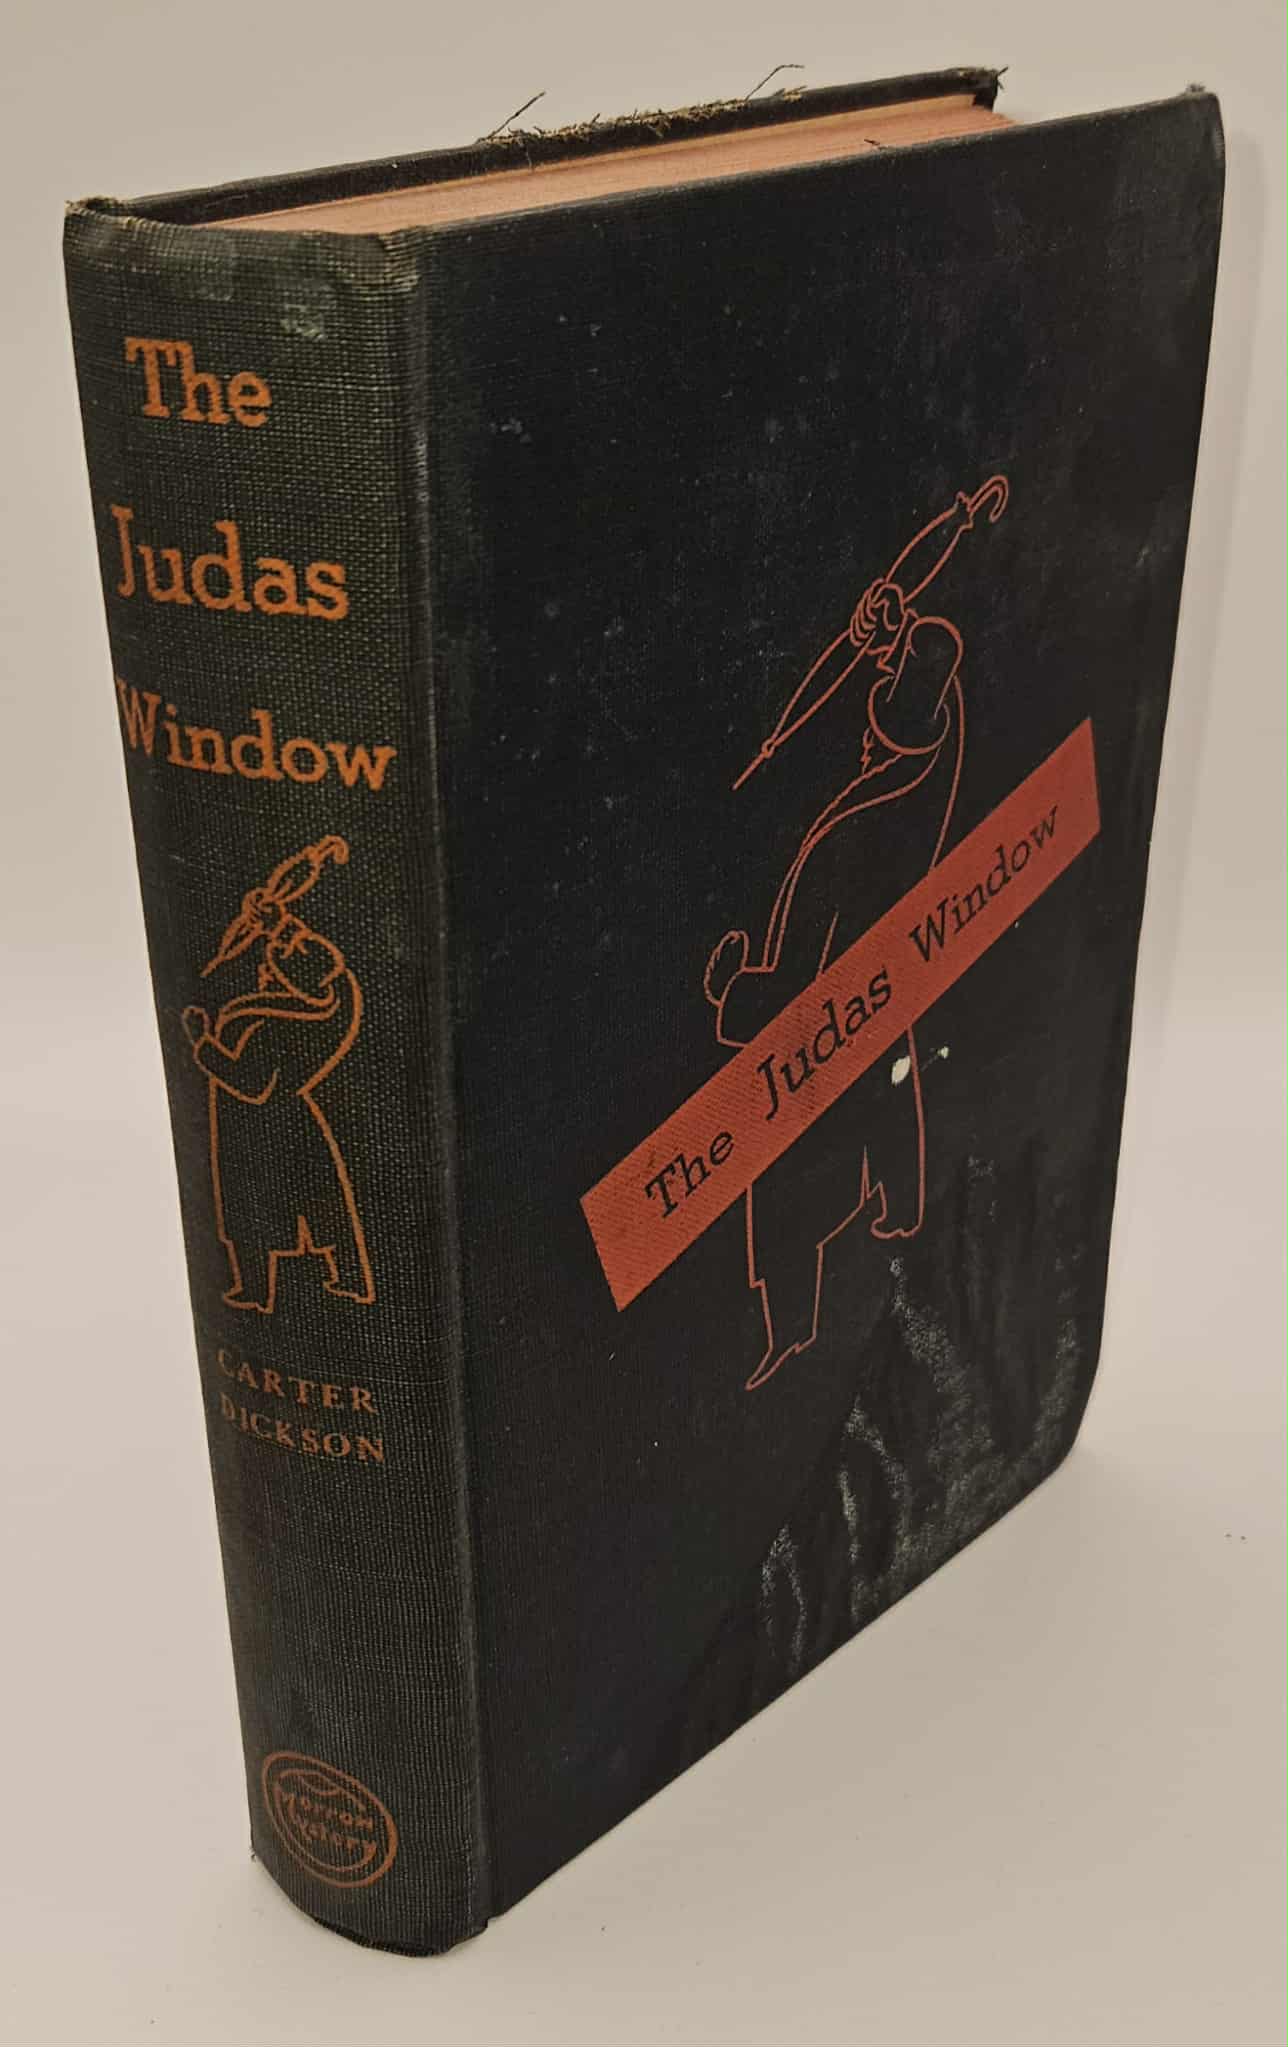 The
Judas
Window
CARTER
DICKSON
Morrow
Mystery
The Judas Window